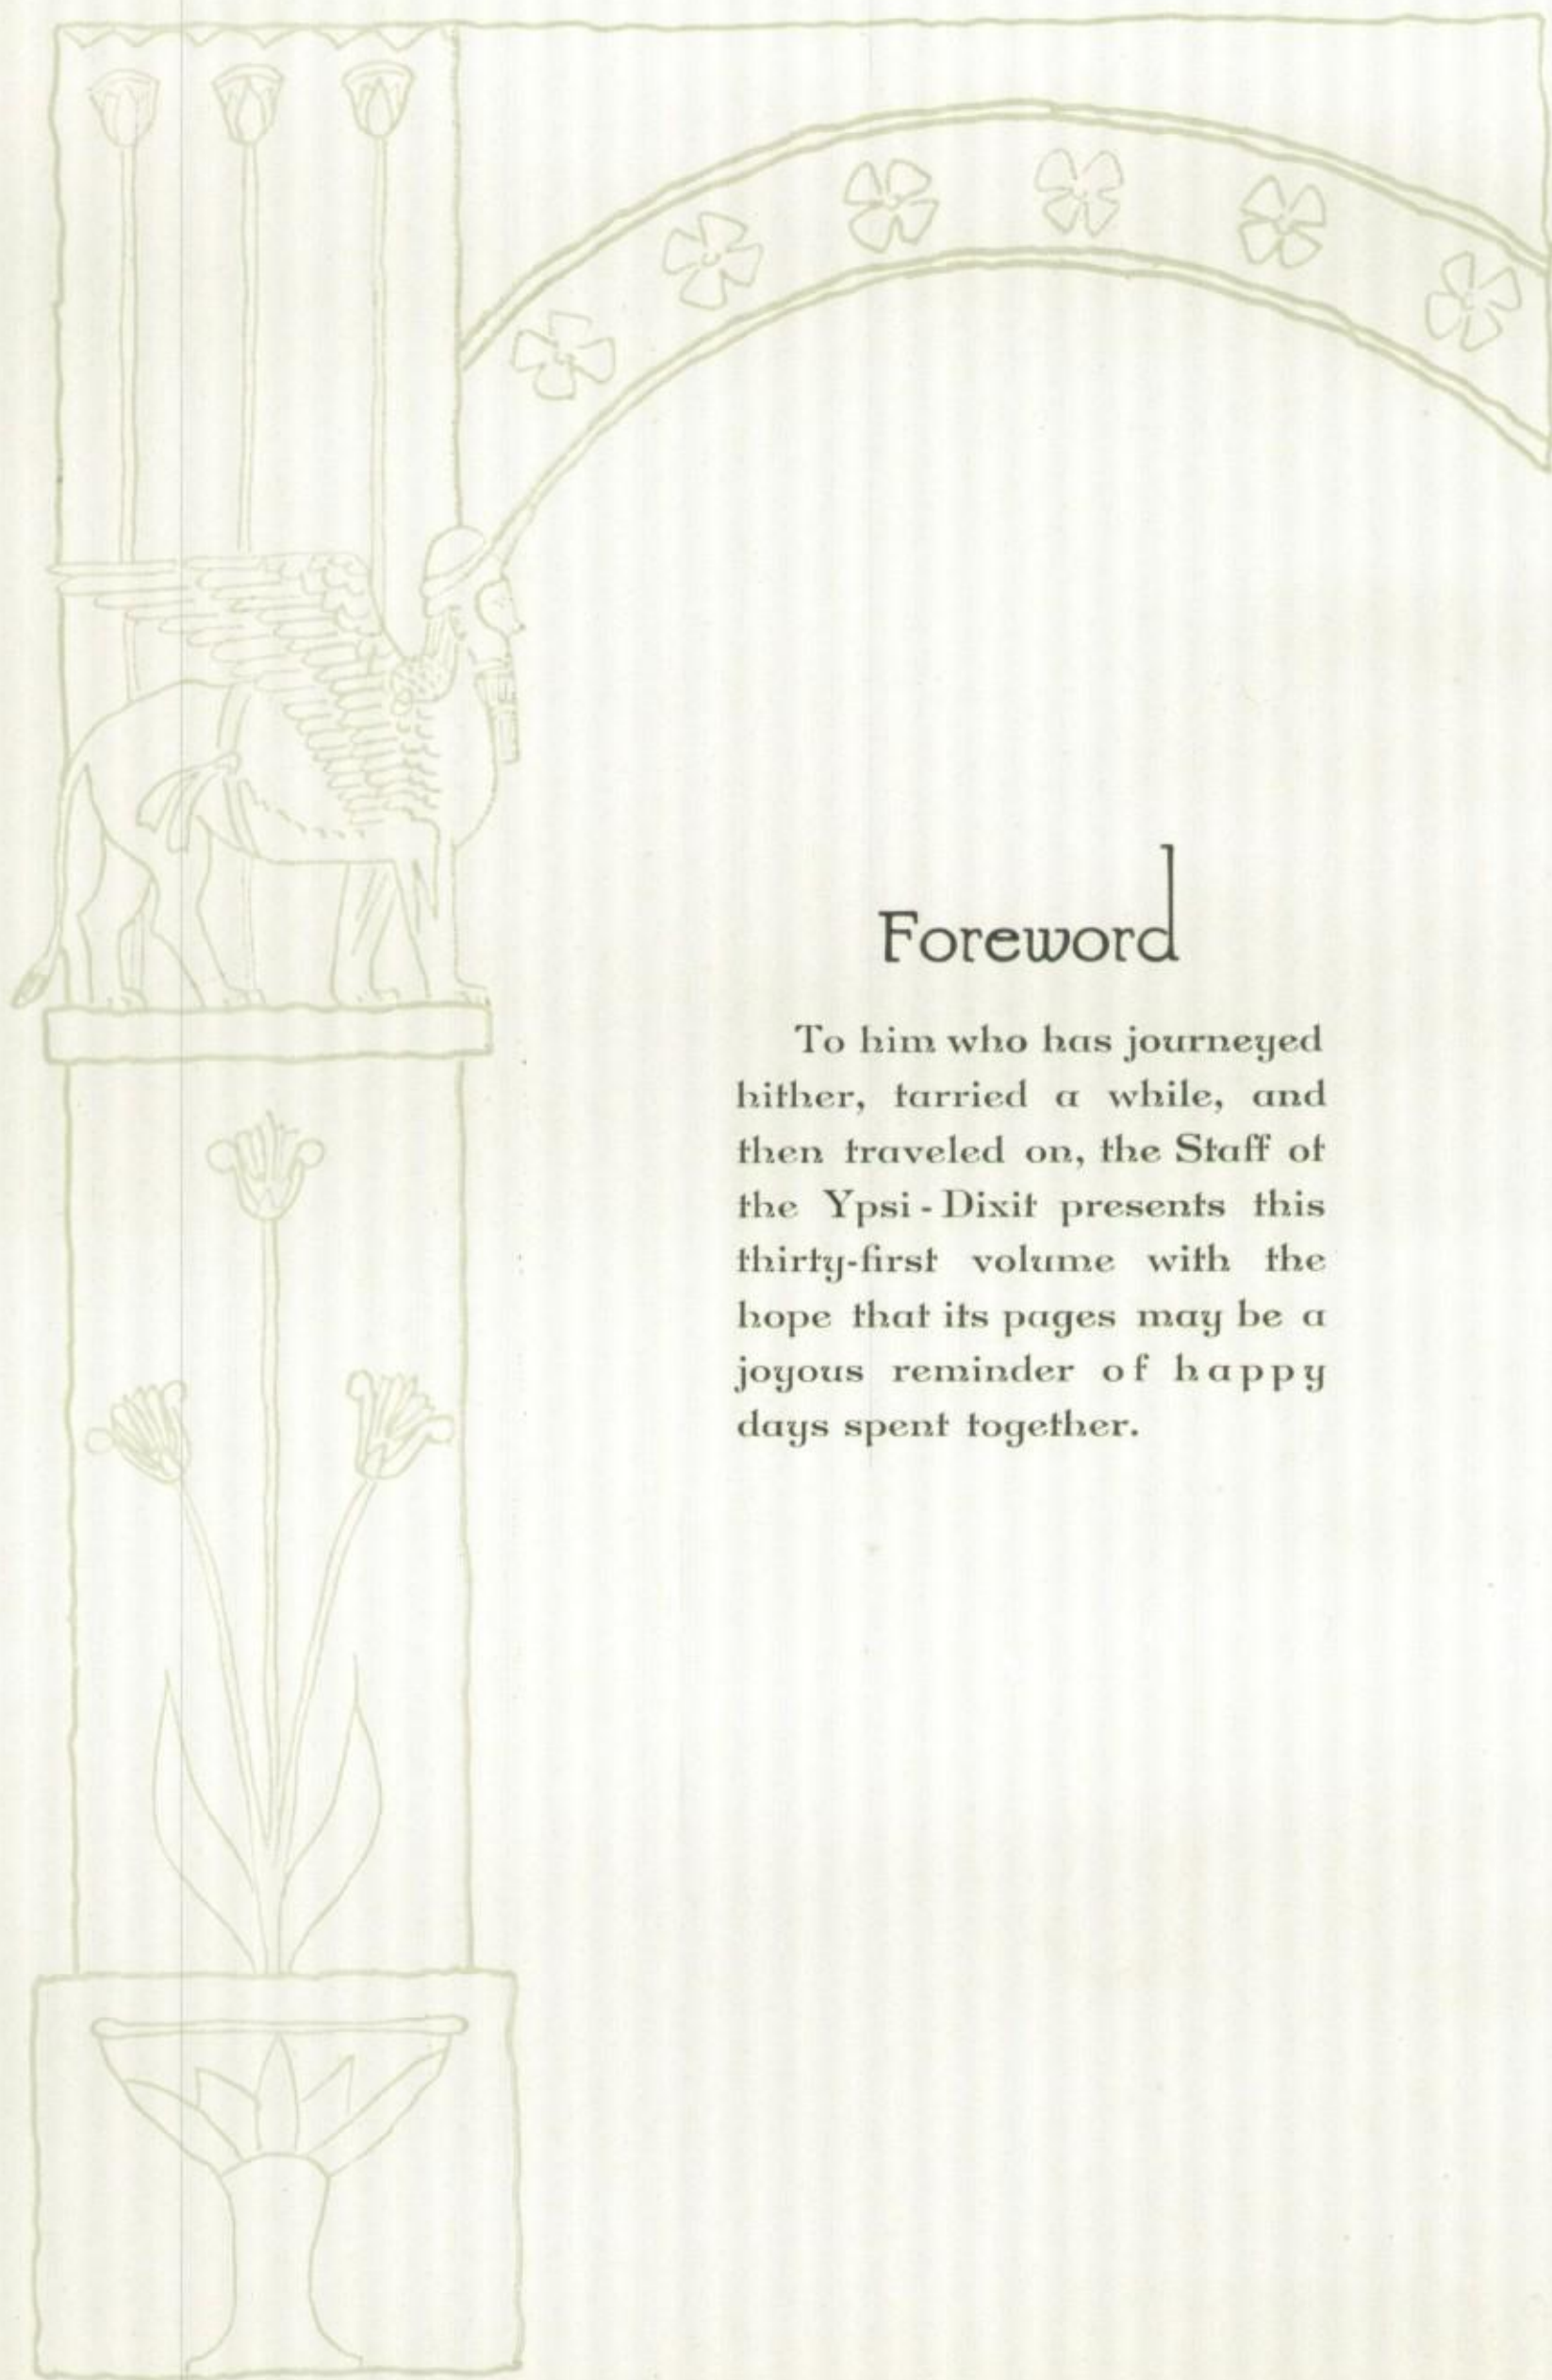 Foreword
To him who has journeyed
hither, tarried a while, and
then traveled on, the Staff of
the Ypsi-Dixit presents this
thirty-first volume with the
hope that its pages may be a
joyous reminder of happy
days spent together.